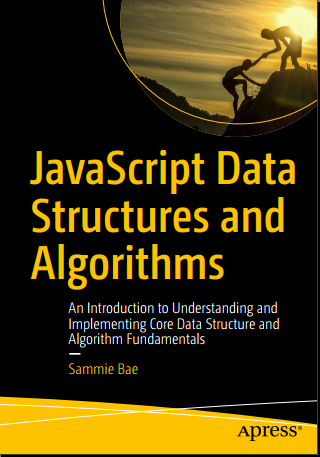 JavaScript Data
Structures and
Algorithms
An Introduction to Understanding and
Implementing Core Data Structure and
Algorithm Fundamentals
—
Sammie Bae
Apress®